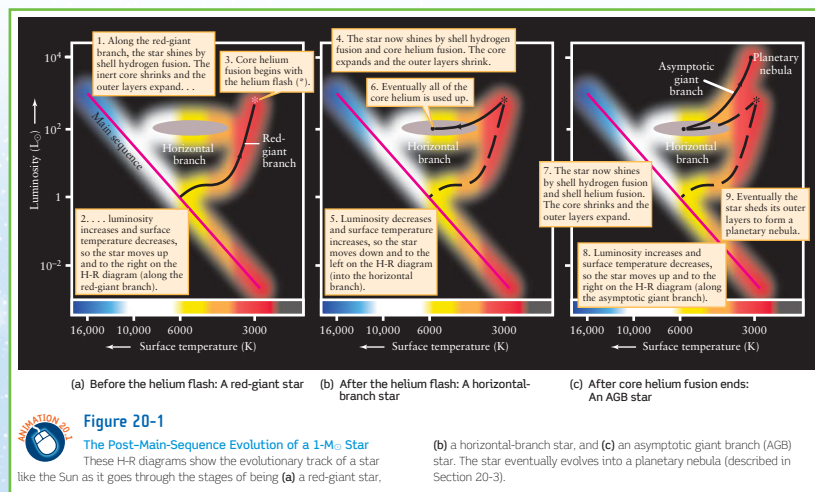 1. Along the red-giant
branch, the star shines by
shell hydrogen fusion. The
inert core shrinks and the
outer layers expand. . .
3. Core helium
fusion begins with
the helium flash (*).
Main sequence
Horizontal
branch
Red-
giant
branch
2. . . . luminosity
increases and surface
temperature decreases,
so the star moves up
and to the right on the
H-R diagram (along the
red-giant branch).
Luminosity (L⊙) →
10⁴
10²
1
10⁻²
16,000 10,000 6000 3000
← Surface temperature (K)
(a) Before the helium flash: A red-giant star
4. The star now shines by shell hydrogen
fusion and core helium fusion. The core
expands and the outer layers shrink.
6. Eventually all of the
core helium is used up.
Horizontal
branch
5. Luminosity decreases
and surface temperature
increases, so the star
moves down and to the
left on the H-R diagram
(into the horizontal
branch).
16,000 10,000 6000 3000
← Surface temperature (K)
(b) After the helium flash: A horizontal-
branch star
Planetary
nebula
Asymptotic
giant
branch
Horizontal
branch
7. The star now shines
by shell hydrogen fusion
and shell helium fusion.
The core shrinks and the
outer layers expand.
9. Eventually the
star sheds its outer
layers to form a
planetary nebula.
8. Luminosity increases and
surface temperature decreases,
so the star moves up and to the
right on the H-R diagram (along
the asymptotic giant branch).
16,000 10,000 6000 3000
← Surface temperature (K)
(c) After core helium fusion ends:
An AGB star
ANIMATION 20.1
Figure 20-1
The Post–Main-Sequence Evolution of a 1-M⊙ Star
These H-R diagrams show the evolutionary track of a star
like the Sun as it goes through the stages of being (a) a red-giant star,
(b) a horizontal-branch star, and (c) an asymptotic giant branch (AGB)
star. The star eventually evolves into a planetary nebula (described in
Section 20-3).